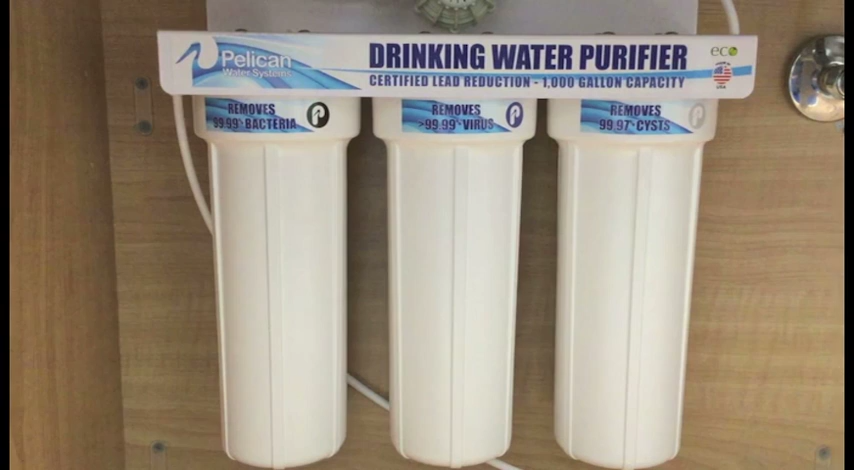 Pelican
Water Systems
DRINKING WATER PURIFIER
CERTIFIED LEAD REDUCTION - 1,000 GALLON CAPACITY
eco
USA
REMOVES
99.99% BACTERIA
REMOVES
>99.99% VIRUS
REMOVES
99.97% CYSTS